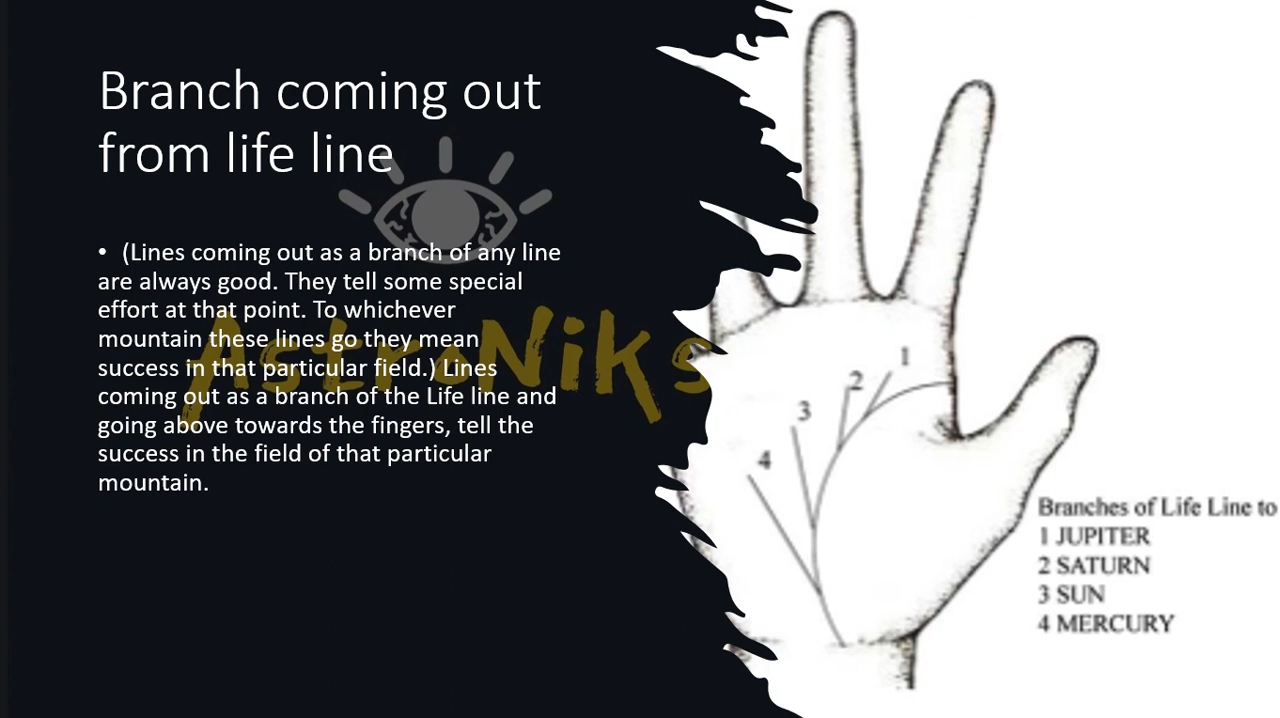 Branch coming out
from life line
• (Lines coming out as a branch of any line
are always good. They tell some special
effort at that point. To whichever
mountain these lines go they mean
success in that particular field.) Lines
coming out as a branch of the Life line and
going above towards the fingers, tell the
success in the field of that particular
mountain.
AstroNiks
1
2
3
4
Branches of Life Line to
1 JUPITER
2 SATURN
3 SUN
4 MERCURY